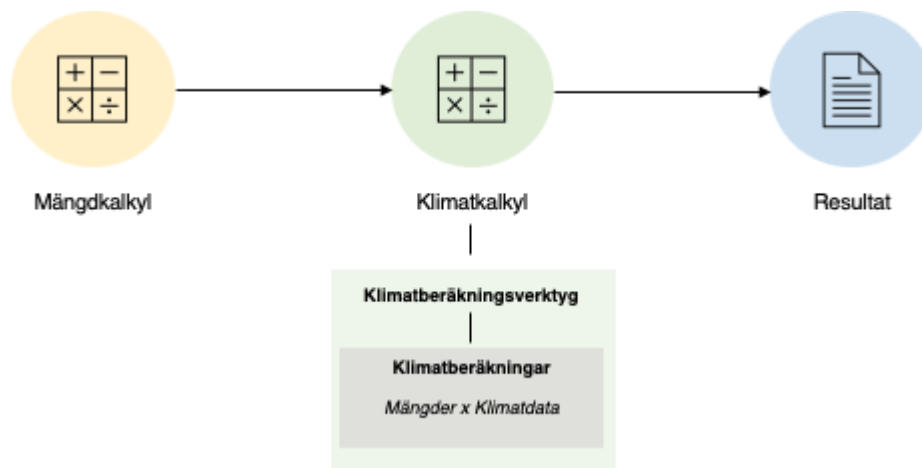 Mängdkalkyl
Klimatkalkyl
Resultat
Klimatberäkningsverktyg
Klimatberäkningar
Mängder x Klimatdata